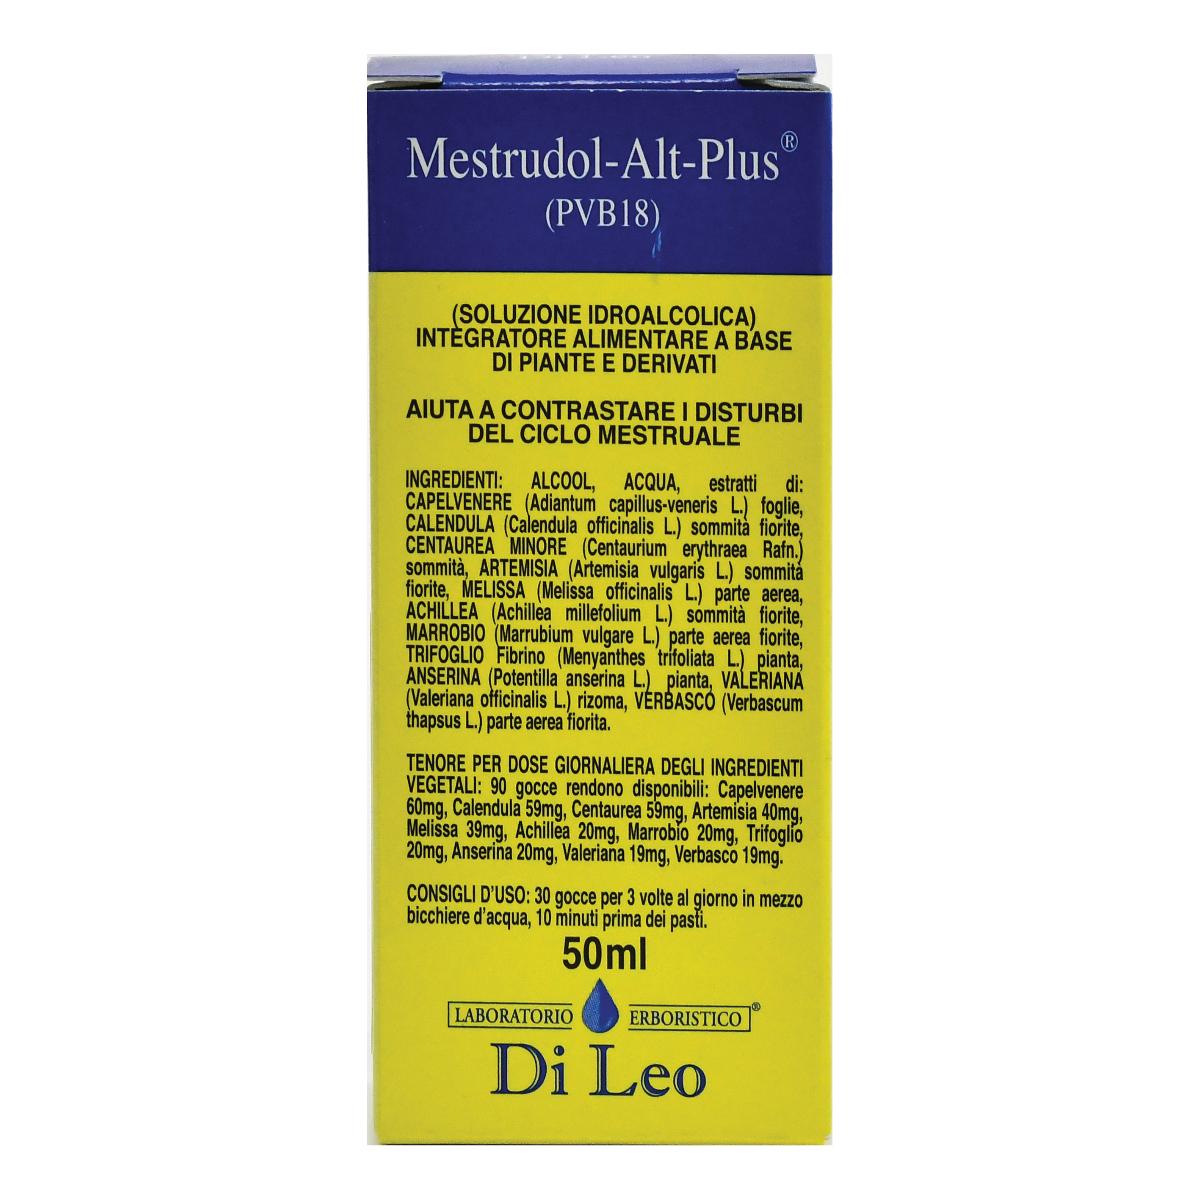 Mestrudol-Alt-Plus®
(PVB18)
(SOLUZIONE IDROALCOLICA)
INTEGRATORE ALIMENTARE A BASE
DI PIANTE E DERIVATI
AIUTA A CONTRASTARE I DISTURBI
DEL CICLO MESTRUALE
INGREDIENTI: ALCOOL, ACQUA, estratti di:
CAPELVENERE (Adiantum capillus-veneris L.) foglie,
CALENDULA (Calendula officinalis L.) sommità fiorite,
CENTAUREA MINORE (Centaurium erythraea Rafn.)
sommità, ARTEMISIA (Artemisia vulgaris L.) sommità
fiorite, MELISSA (Melissa officinalis L.) parte aerea,
ACHILLEA (Achillea millefolium L.) sommità fiorite,
MARROBIO (Marrubium vulgare L.) parte aerea fiorite,
TRIFOGLIO Fibrino (Menyanthes trifoliata L.) pianta,
ANSERINA (Potentilla anserina L.) pianta, VALERIANA
(Valeriana officinalis L.) rizoma, VERBASCO (Verbascum
thapsus L.) parte aerea fiorita.
TENORE PER DOSE GIORNALIERA DEGLI INGREDIENTI
VEGETALI: 90 gocce rendono disponibili: Capelvenere
60mg, Calendula 59mg, Centaurea 59mg, Artemisia 40mg,
Melissa 39mg, Achillea 20mg, Marrobio 20mg, Trifoglio
20mg, Anserina 20mg, Valeriana 19mg, Verbasco 19mg.
CONSIGLI D'USO: 30 gocce per 3 volte al giorno in mezzo
bicchiere d'acqua, 10 minuti prima dei pasti.
50ml
LABORATORIO ERBORISTICO®
Di Leo